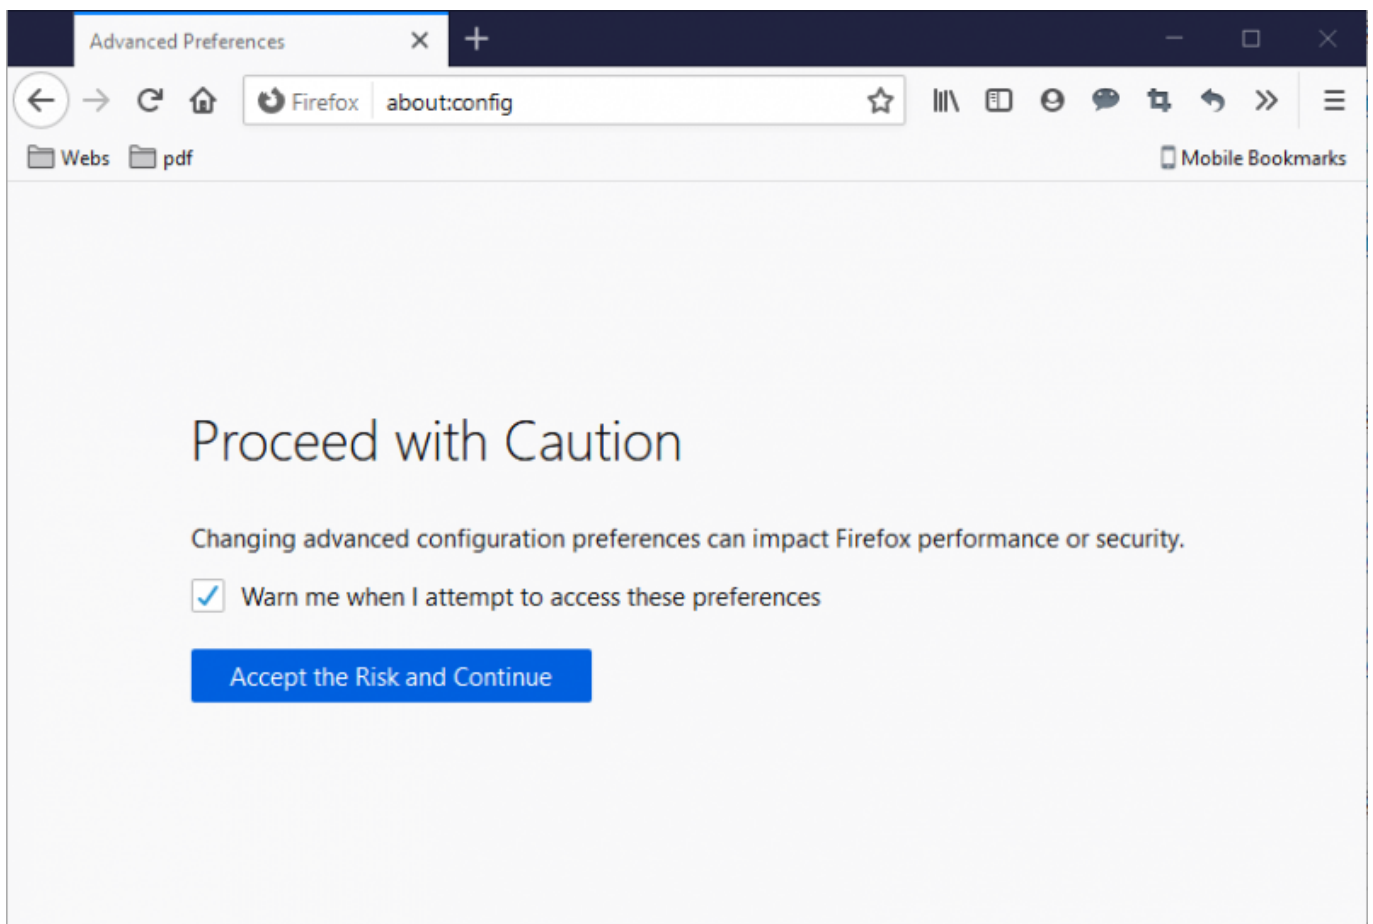 Advanced Preferences
Firefox about:config
Webs pdf Mobile Bookmarks
Proceed with Caution
Changing advanced configuration preferences can impact Firefox performance or security.
Warn me when I attempt to access these preferences
Accept the Risk and Continue